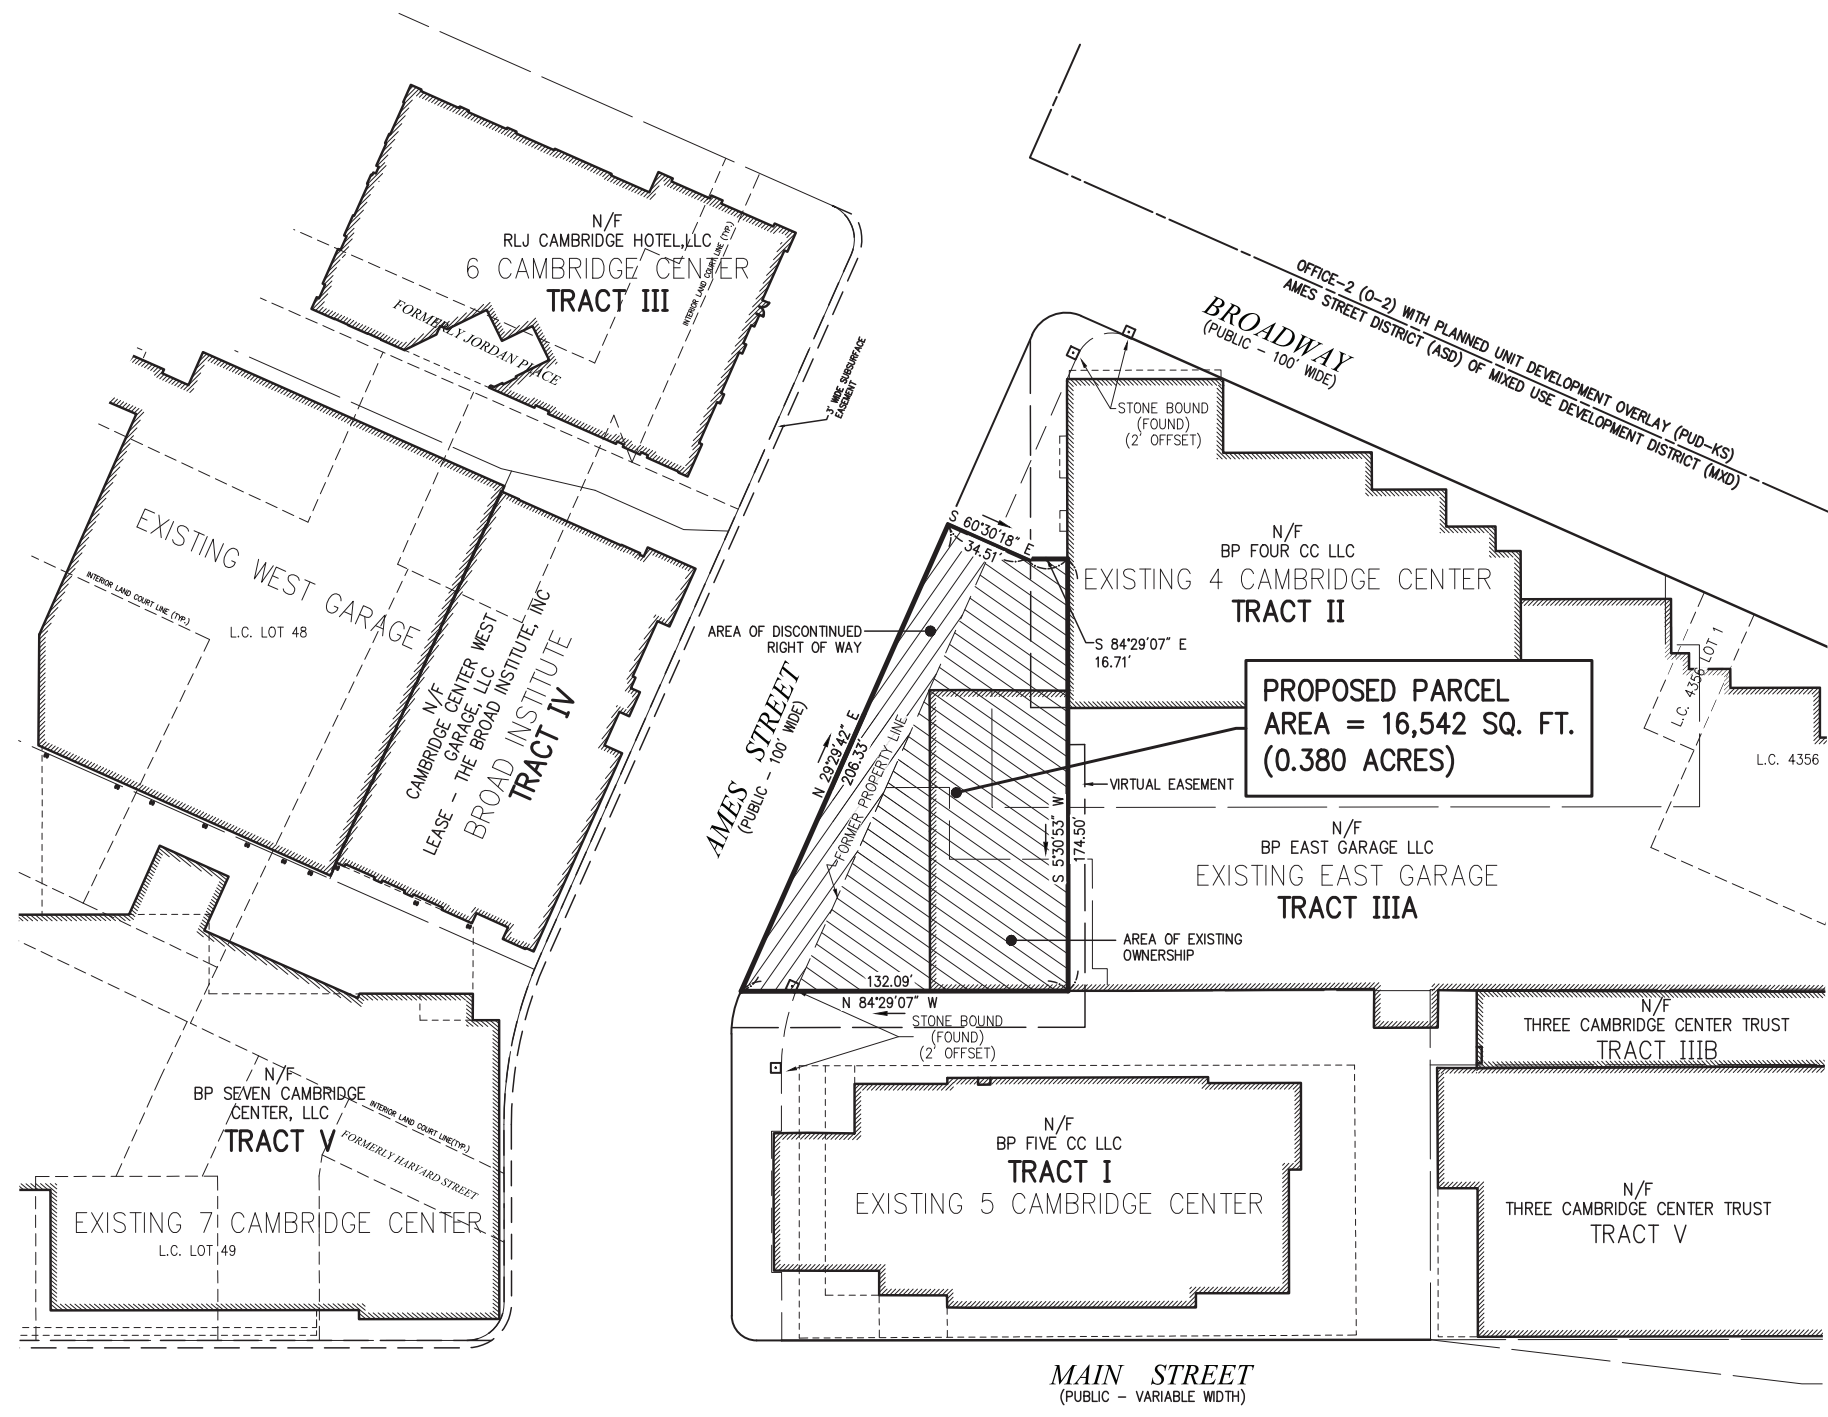 N/F
RLJ CAMBRIDGE HOTEL,LLC
6 CAMBRIDGE CENTER
TRACT III
INTERIOR LAND COURT LINE (TYP.)
FORMERLY JORDAN PLACE
3' WIDE SUBSURFACE
EASEMENT
BROADWAY
(PUBLIC - 100' WIDE)
OFFICE-2 (O-2) WITH PLANNED UNIT DEVELOPMENT OVERLAY (PUD-KS)
AMES STREET DISTRICT (ASD) OF MIXED USE DEVELOPMENT DISTRICT (MXD)
STONE BOUND
(FOUND)
(2' OFFSET)
EXISTING WEST GARAGE
INTERIOR LAND COURT LINE (TYP.)
L.C. LOT 48
N/F
CAMBRIDGE CENTER WEST
GARAGE, LLC
LEASE - THE BROAD INSTITUTE, INC
BROAD INSTITUTE
TRACT IV
S 60°30'18" E
34.51'
N/F
BP FOUR CC LLC
EXISTING 4 CAMBRIDGE CENTER
TRACT II
AREA OF DISCONTINUED
RIGHT OF WAY
S 84°29'07" E
16.71'
AMES STREET
(PUBLIC - 100' WIDE)
N 29°29'42" E
206.33'
FORMER PROPERTY LINE
PROPOSED PARCEL
AREA = 16,542 SQ. FT.
(0.380 ACRES)
L.C. 4356 LOT 1
L.C. 4356
VIRTUAL EASEMENT
S 5°30'53" W
174.50'
N/F
BP EAST GARAGE LLC
EXISTING EAST GARAGE
TRACT IIIA
AREA OF EXISTING
OWNERSHIP
132.09'
N 84°29'07" W
STONE BOUND
(FOUND)
(2' OFFSET)
N/F
THREE CAMBRIDGE CENTER TRUST
TRACT IIIB
N/F
BP SEVEN CAMBRIDGE
CENTER, LLC
TRACT V
INTERIOR LAND COURT LINE(TYP.)
FORMERLY HARVARD STREET
EXISTING 7 CAMBRIDGE CENTER
L.C. LOT 49
N/F
BP FIVE CC LLC
TRACT I
EXISTING 5 CAMBRIDGE CENTER
N/F
THREE CAMBRIDGE CENTER TRUST
TRACT V
MAIN STREET
(PUBLIC - VARIABLE WIDTH)